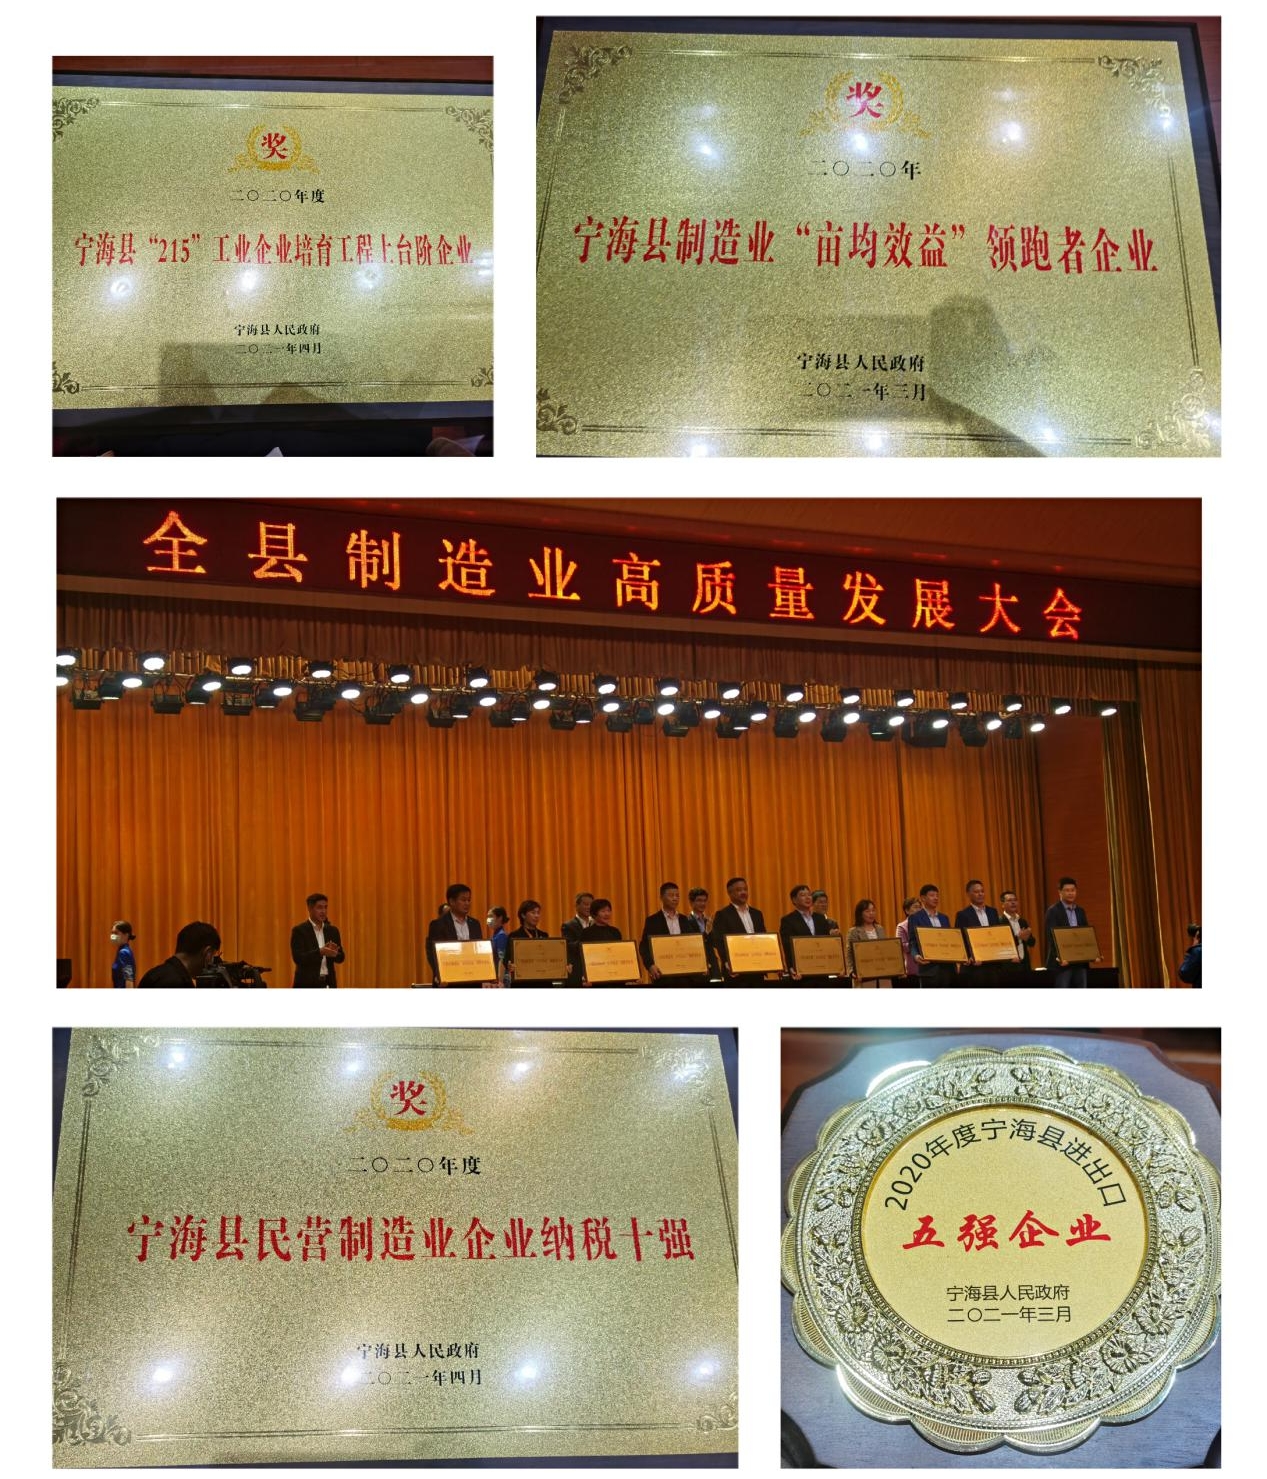 奖
二〇二〇年度
宁海县“215”工业企业培育工程上台阶企业
宁海县人民政府
二〇二一年四月
奖
二〇二〇年
宁海县制造业“亩均效益”领跑者企业
宁海县人民政府
二〇二一年三月
全县制造业高质量发展大会
奖
二〇二〇年度
宁海县民营制造业企业纳税十强
宁海县人民政府
二〇二一年四月
2020年度宁海县进出口
五强企业
宁海县人民政府
二〇二一年三月